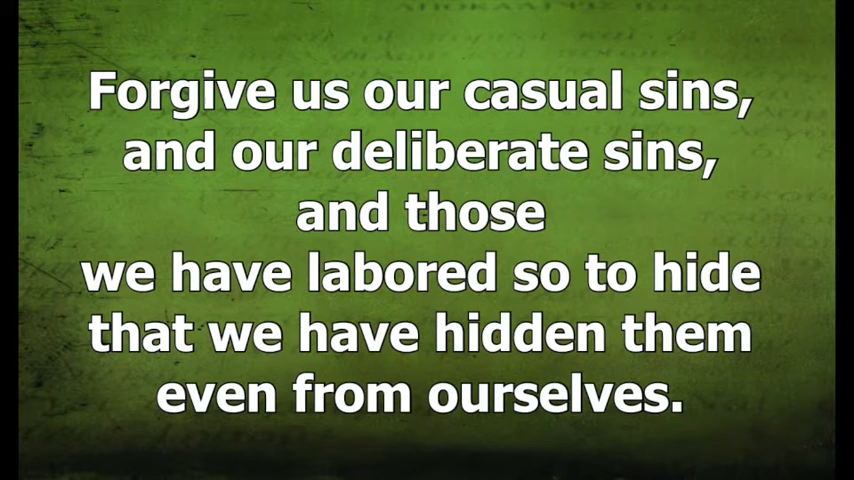 Forgive us our casual sins,
and our deliberate sins,
and those
we have labored so to hide
that we have hidden them
even from ourselves.